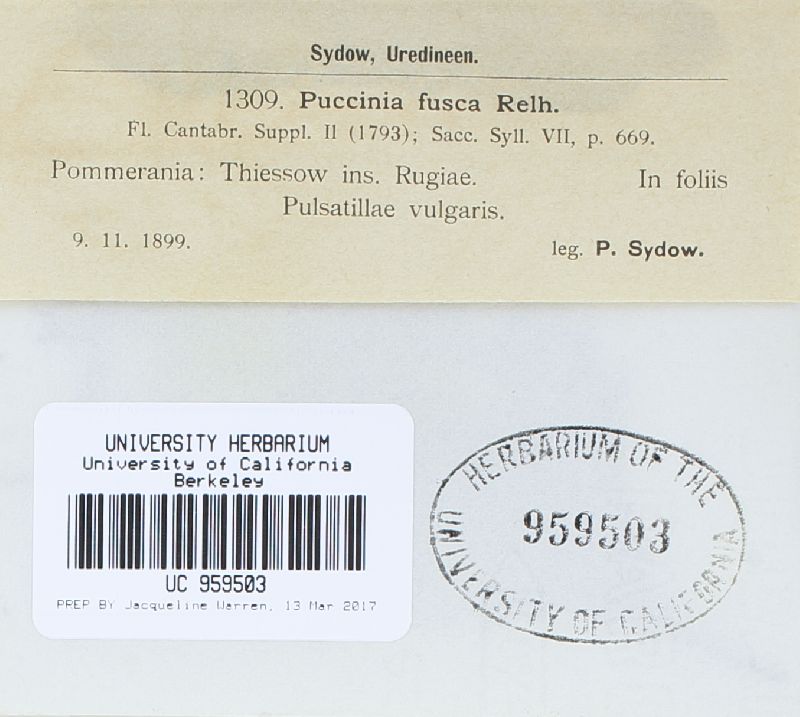 Sydow, Uredineen.
1309. Puccinia fusca Relh.
Fl. Cantabr. Suppl. II (1793); Sacc. Syll. VII, p. 669.
Pommerania: Thiessow ins. Rugiae. In foliis
Pulsatillae vulgaris.
9. 11. 1899. leg. P. Sydow.
UNIVERSITY HERBARIUM
University of California
Berkeley
UC 959503
PREP BY Jacqueline Warren, 13 Mar 2017
HERBARIUM OF THE
959503
UNIVERSITY OF CALIFORNIA